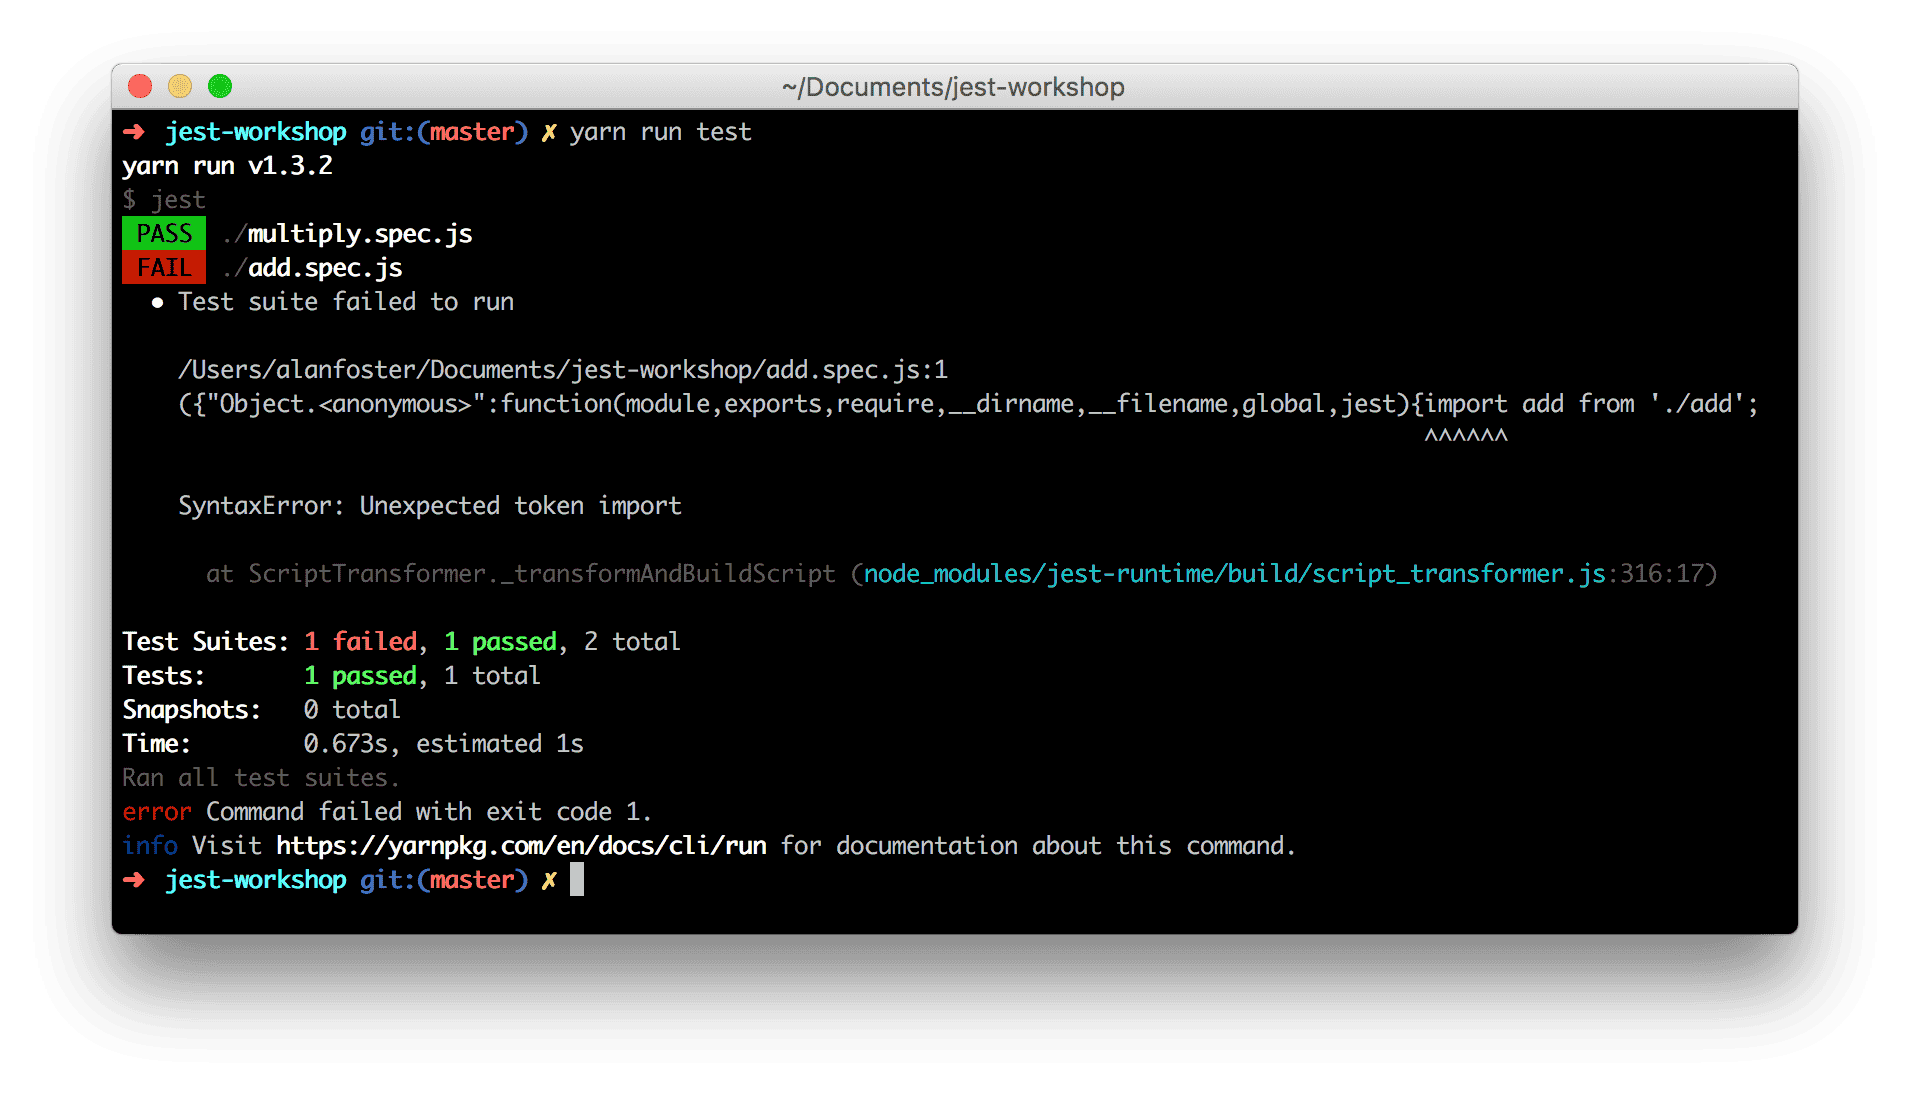 ~/Documents/jest-workshop
➜ jest-workshop git:(master) ✗ yarn run test
yarn run v1.3.2
$ jest
PASS ./multiply.spec.js
FAIL ./add.spec.js
● Test suite failed to run
/Users/alanfoster/Documents/jest-workshop/add.spec.js:1
({"Object.<anonymous>":function(module,exports,require,__dirname,__filename,global,jest){import add from './add';
^^^^^^
SyntaxError: Unexpected token import
at ScriptTransformer._transformAndBuildScript (node_modules/jest-runtime/build/script_transformer.js:316:17)
Test Suites: 1 failed, 1 passed, 2 total
Tests: 1 passed, 1 total
Snapshots: 0 total
Time: 0.673s, estimated 1s
Ran all test suites.
error Command failed with exit code 1.
info Visit https://yarnpkg.com/en/docs/cli/run for documentation about this command.
➜ jest-workshop git:(master) ✗